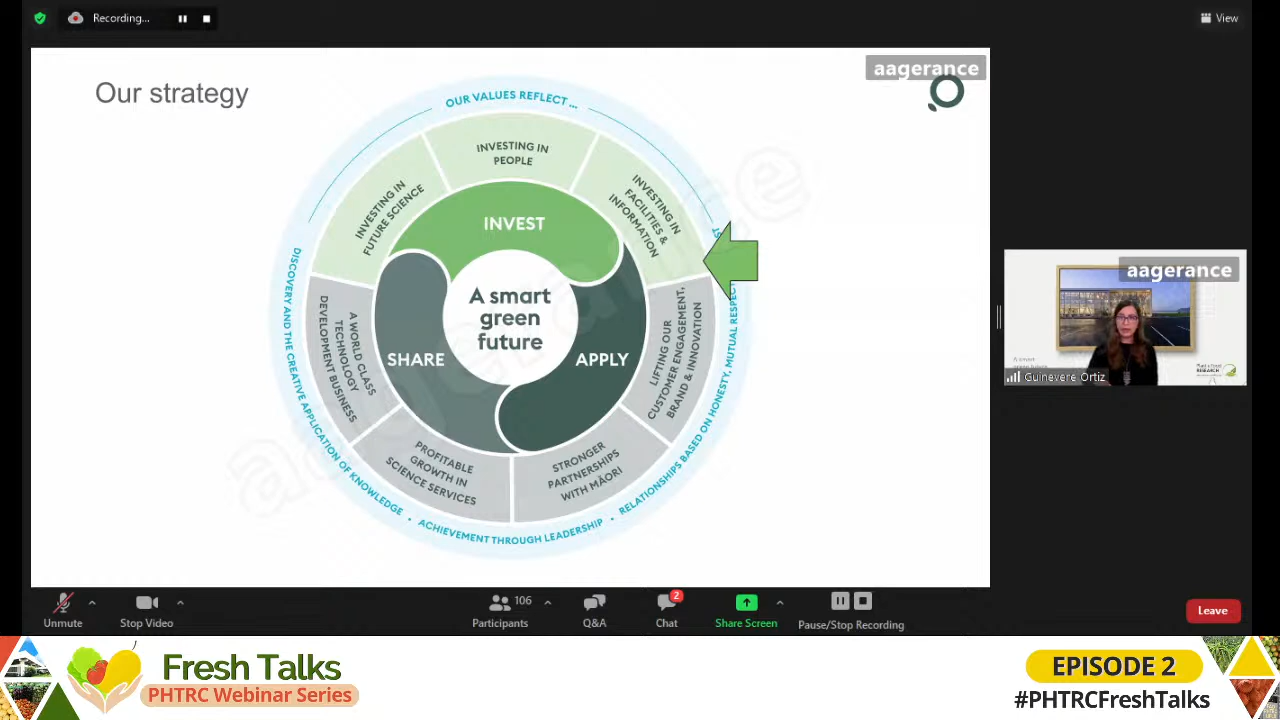 Recording...
View
Our strategy
aagerance
OUR VALUES REFLECT ...
INVESTING IN
PEOPLE
INVESTING IN
FUTURE SCIENCE
INVESTING IN
FACILITIES &
INFORMATION
INVEST
A smart
green
future
SHARE
APPLY
A WORLD CLASS
TECHNOLOGY
DEVELOPMENT BUSINESS
LIFTING OUR
CUSTOMER ENGAGEMENT,
BRAND & INNOVATION
PROFITABLE
GROWTH IN
SCIENCE SERVICES
STRONGER
PARTNERSHIPS
WITH MĀORI
DISCOVERY AND THE CREATIVE APPLICATION OF KNOWLEDGE • ACHIEVEMENT THROUGH LEADERSHIP • RELATIONSHIPS BASED ON HONESTY, MUTUAL RESPECT
aagerance
aagerance
Guinevere Ortiz
RESEARCH
Unmute
Stop Video
106
Participants
Q&A
2
Chat
Share Screen
Pause/Stop Recording
Leave
Fresh Talks
PHTRC Webinar Series
EPISODE 2
#PHTRCFreshTalks